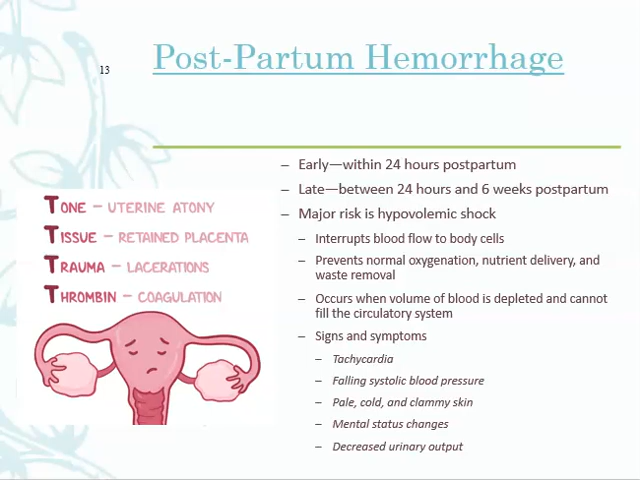 13
Post-Partum Hemorrhage
– Early—within 24 hours postpartum
– Late—between 24 hours and 6 weeks postpartum
– Major risk is hypovolemic shock
– Interrupts blood flow to body cells
– Prevents normal oxygenation, nutrient delivery, and
waste removal
– Occurs when volume of blood is depleted and cannot
fill the circulatory system
– Signs and symptoms
– Tachycardia
– Falling systolic blood pressure
– Pale, cold, and clammy skin
– Mental status changes
– Decreased urinary output
TONE – UTERINE ATONY
TISSUE – RETAINED PLACENTA
TRAUMA – LACERATIONS
THROMBIN – COAGULATION